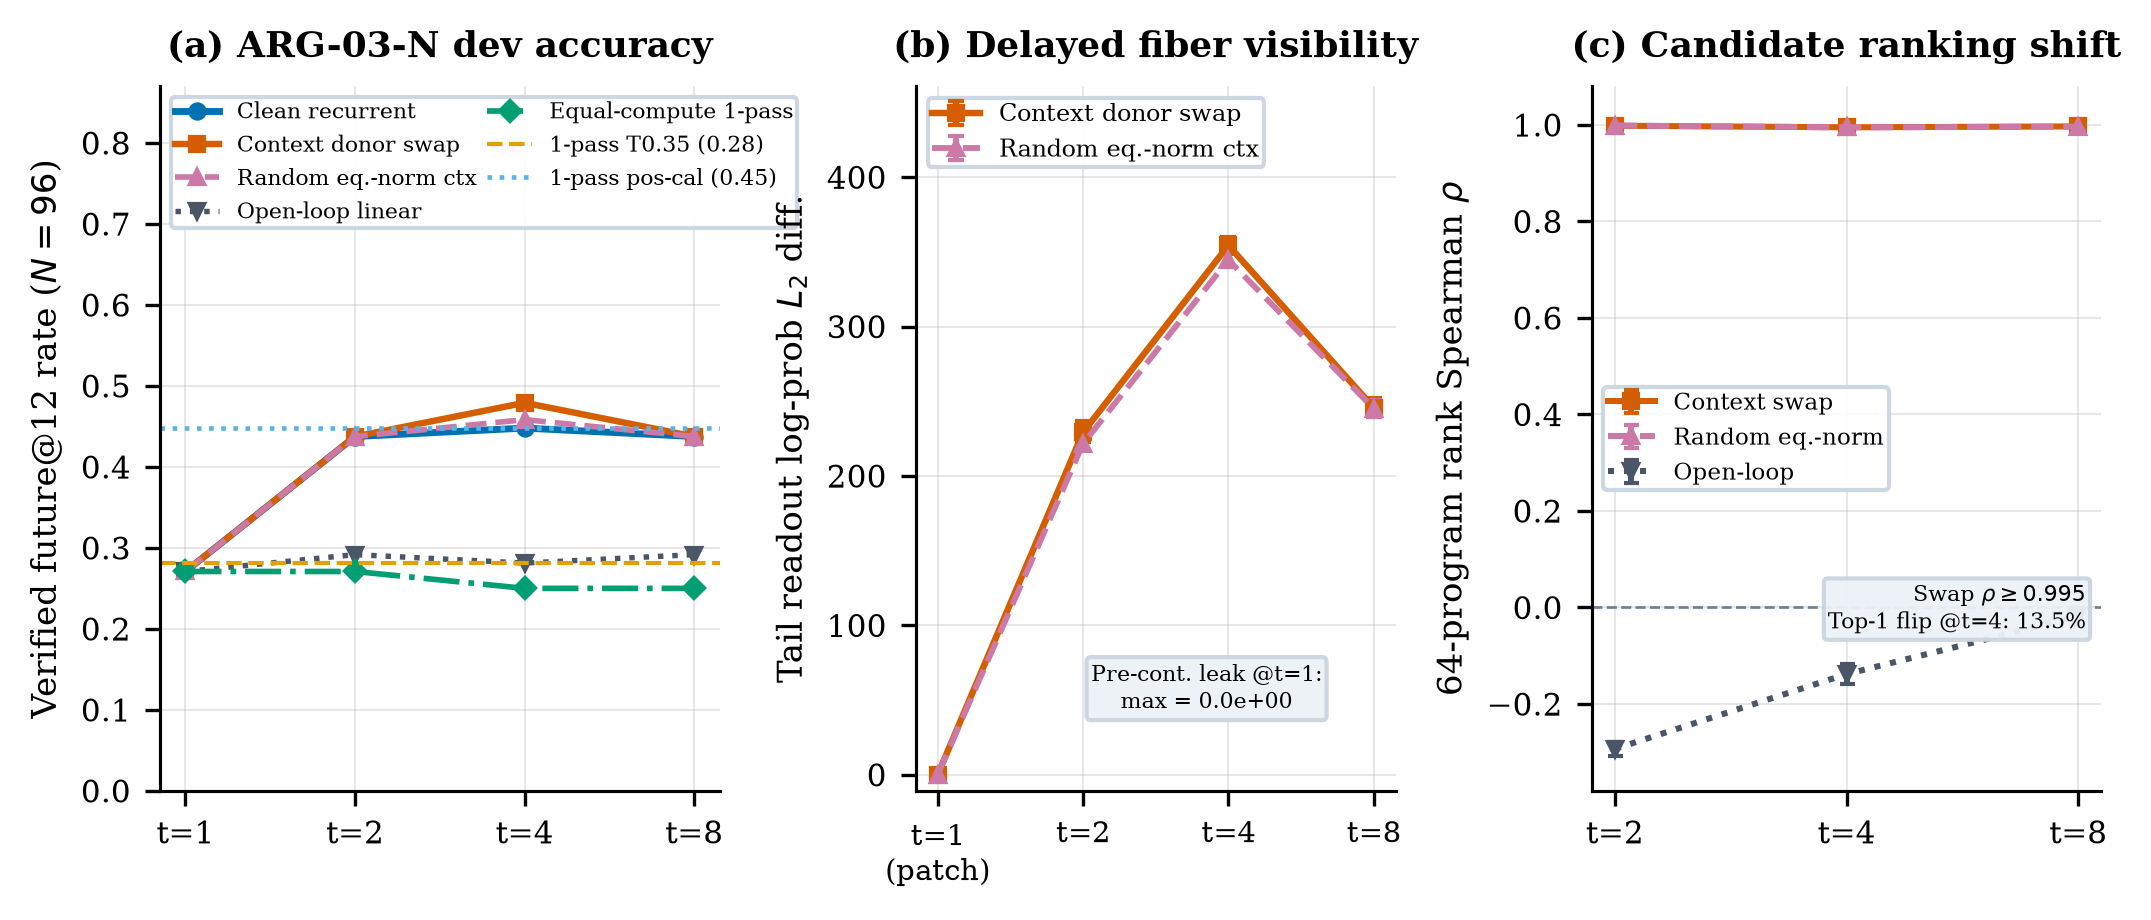 (a) ARG-03-N dev accuracy
Verified future@12 rate (N = 96)
0.8
0.7
0.6
0.5
0.4
0.3
0.2
0.1
0.0
Clean recurrent
Context donor swap
Random eq.-norm ctx
Open-loop linear
Equal-compute 1-pass
1-pass T0.35 (0.28)
1-pass pos-cal (0.45)
t=1
t=2
t=4
t=8
(b) Delayed fiber visibility
Tail readout log-prob L₂ diff.
400
300
200
100
0
Context donor swap
Random eq.-norm ctx
Pre-cont. leak @t=1:
max = 0.0e+00
t=1
(patch)
t=2
t=4
t=8
(c) Candidate ranking shift
64-program rank Spearman ρ
1.0
0.8
0.6
0.4
0.2
0.0
−0.2
Context swap
Random eq.-norm
Open-loop
Swap ρ ≥ 0.995
Top-1 flip @t=4: 13.5%
t=2
t=4
t=8